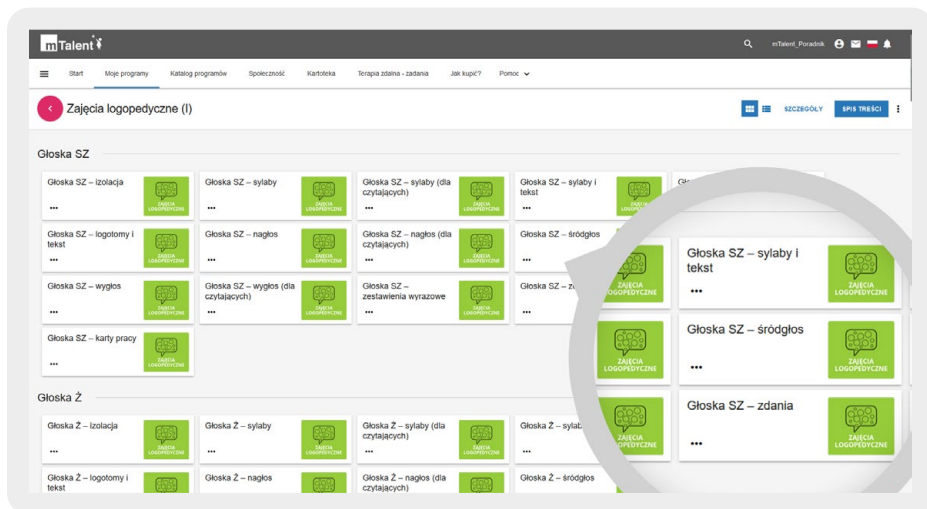 mTalent
mTalent_Poradnik
Start Moje programy Katalog programów Społeczność Kartoteka Terapia zdalna - zadania Jak kupić? Pomoc
Zajęcia logopedyczne (I)
SZCZEGÓŁY SPIS TREŚCI
Głoska SZ
Głoska SZ – izolacja
ZAJĘCIA
LOGOPEDYCZNE
Głoska SZ – sylaby
ZAJĘCIA
LOGOPEDYCZNE
Głoska SZ – sylaby (dla
czytających)
ZAJĘCIA
LOGOPEDYCZNE
Głoska SZ – sylaby i
tekst
ZAJĘCIA
LOGOPEDYCZNE
Głoska SZ – logotomy i
tekst
ZAJĘCIA
LOGOPEDYCZNE
Głoska SZ – nagłos
ZAJĘCIA
LOGOPEDYCZNE
Głoska SZ – nagłos (dla
czytających)
ZAJĘCIA
LOGOPEDYCZNE
Głoska SZ – śródgłos
Głoska SZ – wygłos
ZAJĘCIA
LOGOPEDYCZNE
Głoska SZ – wygłos (dla
czytających)
ZAJĘCIA
LOGOPEDYCZNE
Głoska SZ –
zestawienia wyrazowe
ZAJĘCIA
LOGOPEDYCZNE
Głoska SZ –
Głoska SZ – karty pracy
ZAJĘCIA
LOGOPEDYCZNE
Głoska SZ – sylaby i
tekst
ZAJĘCIA
LOGOPEDYCZNE
ZAJĘCIA
LOGOPEDYCZNE
Głoska SZ – śródgłos
ZAJĘCIA
LOGOPEDYCZNE
ZAJĘCIA
LOGOPEDYCZNE
Głoska SZ – zdania
ZAJĘCIA
LOGOPEDYCZNE
ZAJĘCIA
LOGOPEDYCZNE
Głoska Ż
Głoska Ż – izolacja
ZAJĘCIA
LOGOPEDYCZNE
Głoska Ż – sylaby
ZAJĘCIA
LOGOPEDYCZNE
Głoska Ż – sylaby (dla
czytających)
ZAJĘCIA
LOGOPEDYCZNE
Głoska Ż –
Głoska Ż – logotomy i
tekst
Głoska Ż – nagłos
Głoska Ż – nagłos (dla
czytających)
Głoska Ż – śródgłos